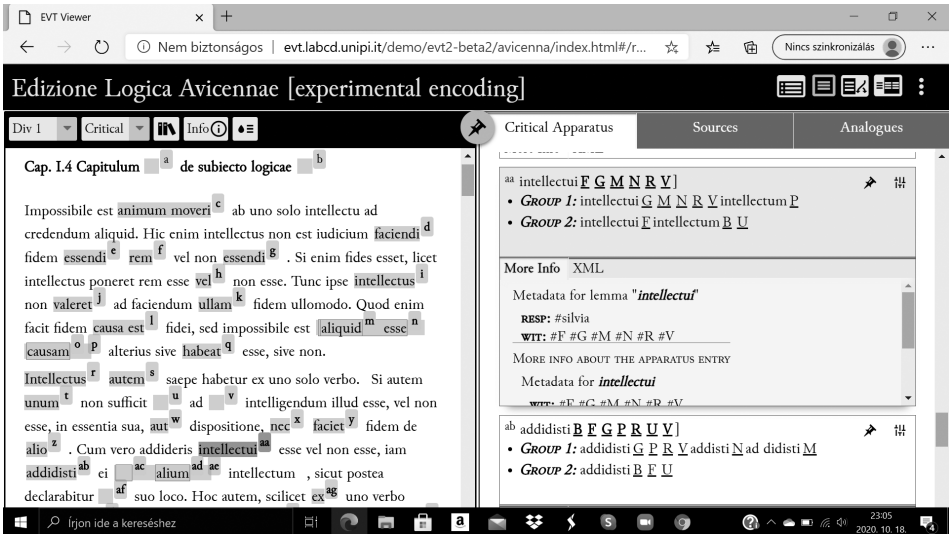 EVT Viewer
Nem biztonságos | evt.labcd.unipi.it/demo/evt2-beta2/avicenna/index.html#/r...
Nincs szinkronizálás
Edizione Logica Avicennae [experimental encoding]
Div 1 Critical Info
Cap. I.4 Capitulum a de subiecto logicae b
Impossibile est animum moveri c ab uno solo intellectu ad
credendum aliquid. Hic enim intellectus non est iudicium faciendi d
fidem essendi e rem f vel non essendi g . Si enim fides esset, licet
intellectus poneret rem esse vel h non esse. Tunc ipse intellectus i
non valeret j ad faciendum ullam k fidem ullomodo. Quod enim
facit fidem causa est l fidei, sed impossibile est aliquid m esse n
causam o p alterius sive habeat q esse, sive non.
Intellectus r autem s saepe habetur ex uno solo verbo. Si autem
unum t non sufficit u ad v intelligendum illud esse, vel non
esse, in essentia sua, aut w dispositione, nec x faciet y fidem de
alio z . Cum vero addideris intellectui aa esse vel non esse, iam
addidisti ab ei ac alium ad ae intellectum , sicut postea
declarabitur af suo loco. Hoc autem, scilicet ex ag uno verbo
Critical Apparatus Sources Analogues
aa intellectui F G M N R V]
• GROUP 1: intellectui G M N R V intellectum P
• GROUP 2: intellectui F intellectum B U
More Info XML
Metadata for lemma "intellectui"
RESP: #silvia
WIT: #F #G #M #N #R #V
MORE INFO ABOUT THE APPARATUS ENTRY
Metadata for intellectui
WIT: #F #G #M #N #R #V
ab addidisti B F G P R U V]
• GROUP 1: addidisti G P R V addisti N ad didisti M
• GROUP 2: addidisti B F U
Írjon ide a kereséshez
23:05
2020. 10. 18.